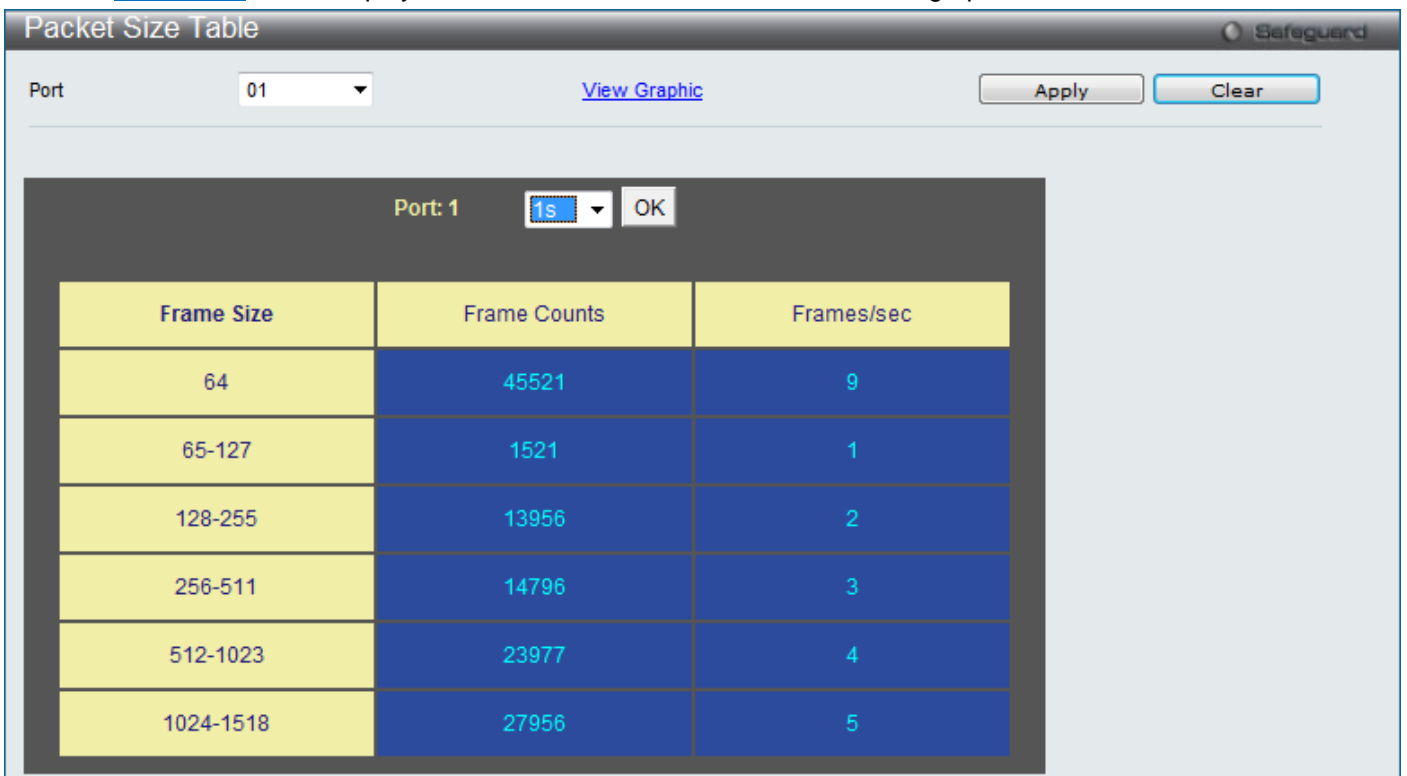 Packet Size Table
Safeguard
Port 01 View Graphic Apply Clear
Port: 1 1s OK
Frame Size Frame Counts Frames/sec
64 45521 9
65-127 1521 1
128-255 13956 2
256-511 14796 3
512-1023 23977 4
1024-1518 27956 5